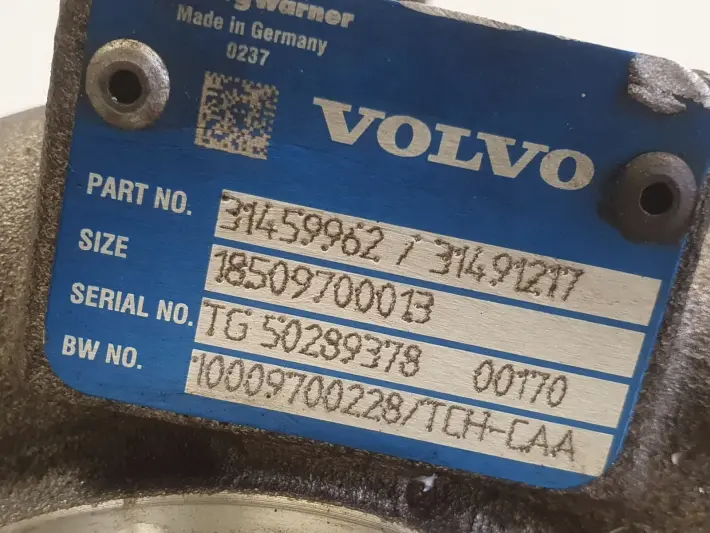 BorgWarner
Made in Germany
0237
VOLVO
PART NO. 31459962 / 31491217
SIZE 18509700013
SERIAL NO. TG 50289378 00170
BW NO. 10009700228/TCH-CAA